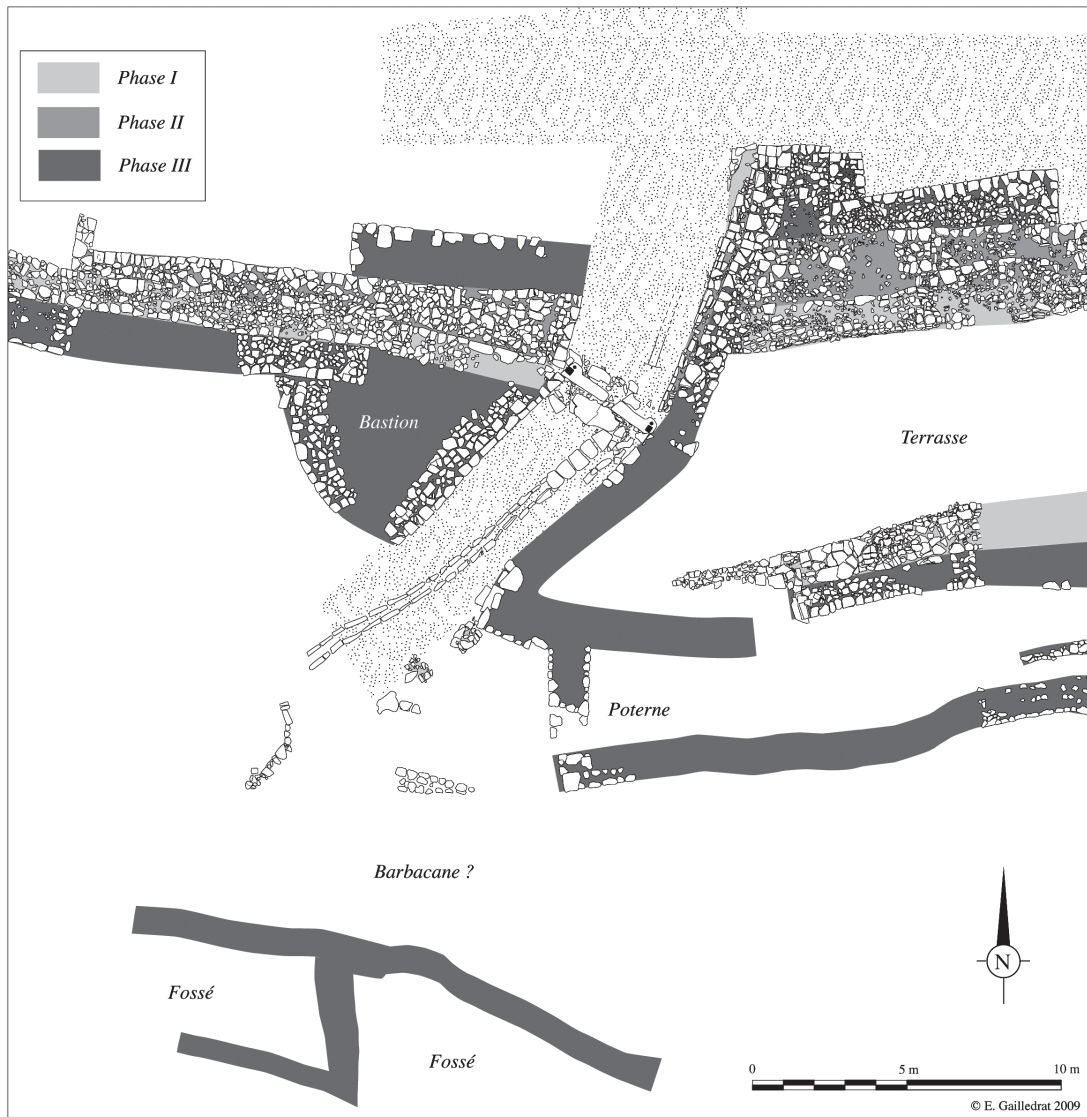 Phase I
Phase II
Phase III
Bastion
Terrasse
Poterne
Barbacane ?
Fossé
Fossé
N
0 5 m 10 m
© E. Gailledrat 2009